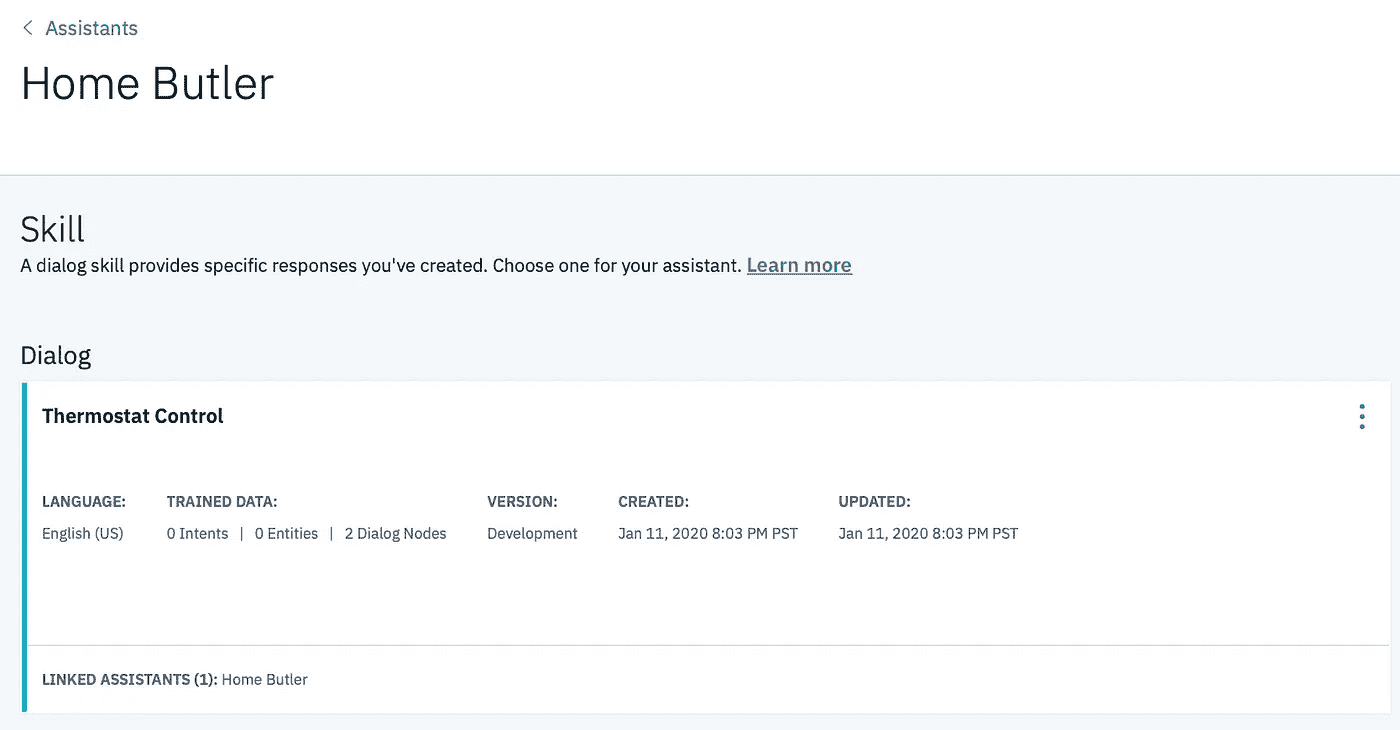 Assistants
Home Butler
Skill
A dialog skill provides specific responses you've created. Choose one for your assistant. Learn more
Dialog
Thermostat Control
LANGUAGE: TRAINED DATA: VERSION: CREATED: UPDATED:
English (US) 0 Intents | 0 Entities | 2 Dialog Nodes Development Jan 11, 2020 8:03 PM PST Jan 11, 2020 8:03 PM PST
LINKED ASSISTANTS (1): Home Butler